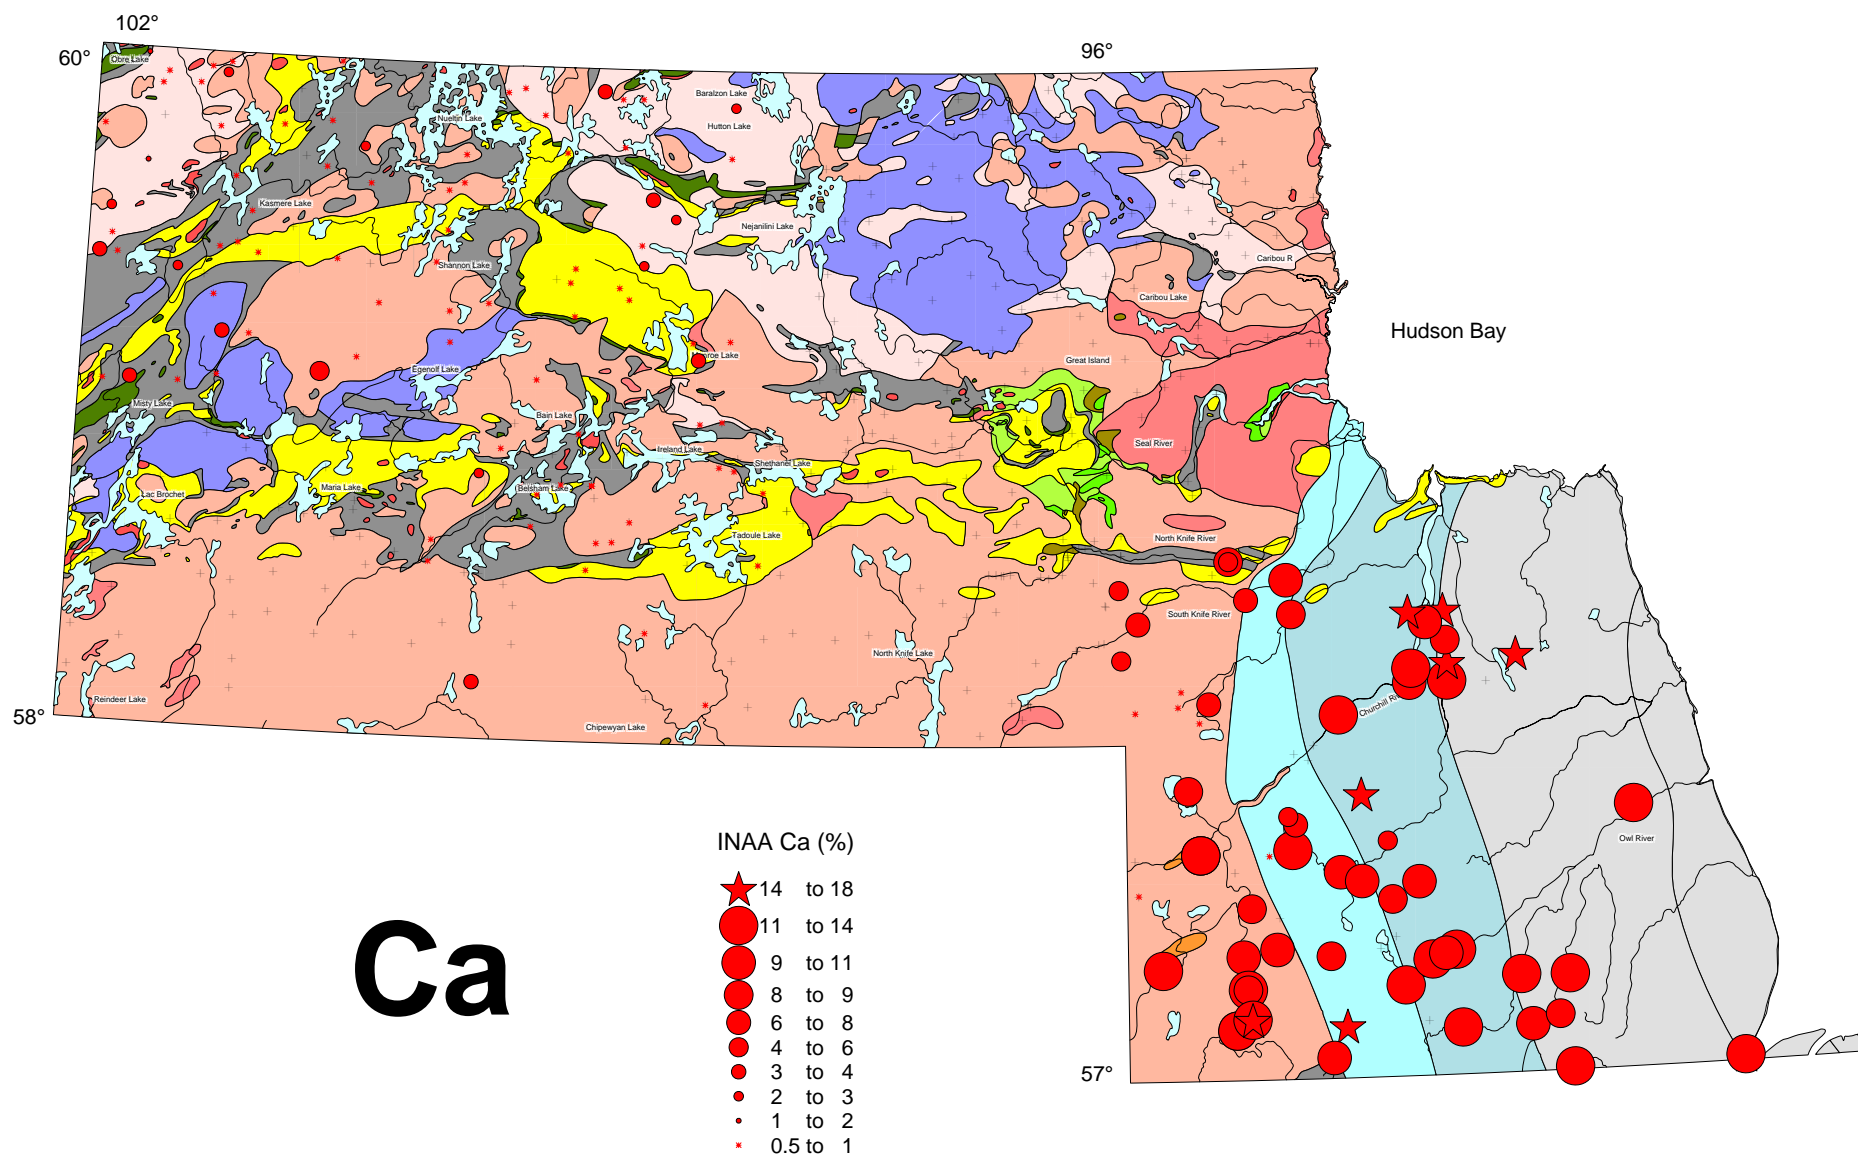 102°
60°
96°
Obre Lake
Baralzon Lake
Nueltin Lake
Hutton Lake
Kasmere Lake
Nejanilini Lake
Shannon Lake
Caribou R
Caribou Lake
Hudson Bay
Great Island
Egenolf Lake
Misty Lake
Bain Lake
Seal River
Ireland Lake
Shethanei Lake
Maria Lake
Belsham Lake
Lac Brochet
Tadoule Lake
North Knife River
South Knife River
North Knife Lake
Reindeer Lake
Churchill
58°
Chipewyan Lake
Owl River
57°
Ca
INAA Ca (%)
14 to 18
11 to 14
9 to 11
8 to 9
6 to 8
4 to 6
3 to 4
2 to 3
1 to 2
0.5 to 1